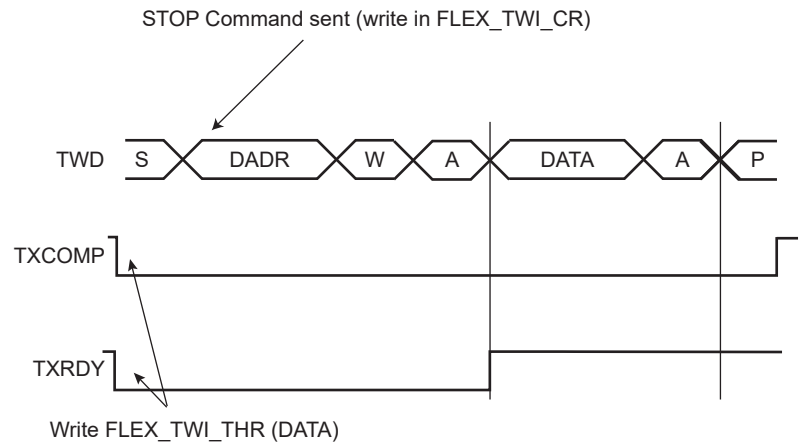 STOP Command sent (write in FLEX_TWI_CR)
TWD S DADR W A DATA A P
TXCOMP
TXRDY
Write FLEX_TWI_THR (DATA)